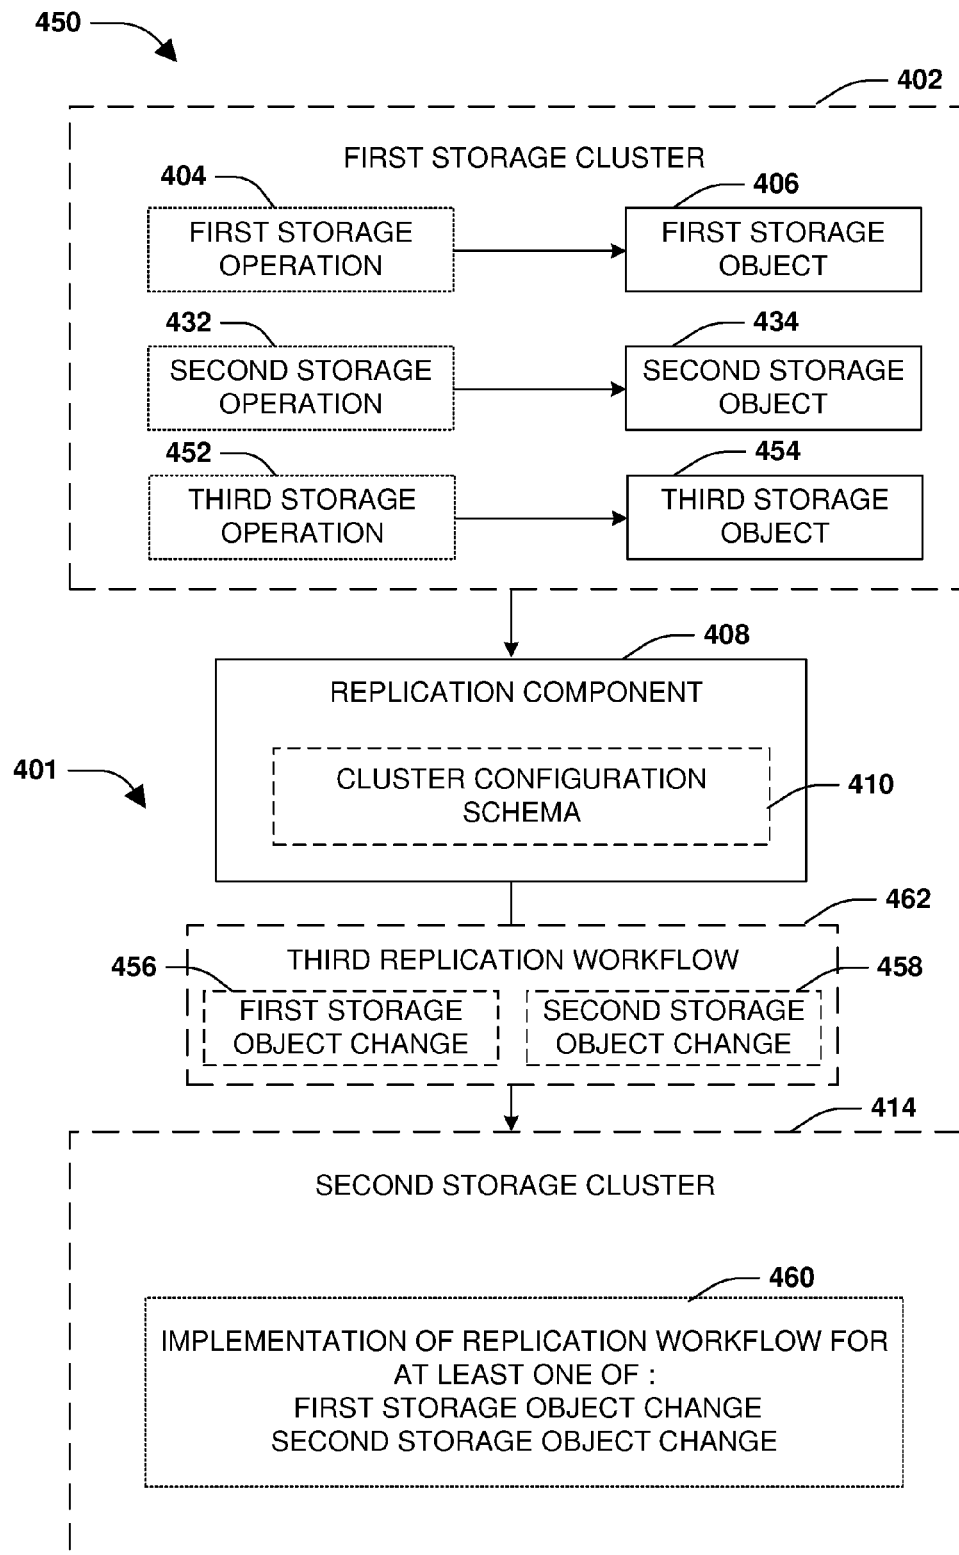 450
402
FIRST STORAGE CLUSTER
404
406
FIRST STORAGE
OPERATION
FIRST STORAGE
OBJECT
432
434
SECOND STORAGE
OPERATION
SECOND STORAGE
OBJECT
452
454
THIRD STORAGE
OPERATION
THIRD STORAGE
OBJECT
408
REPLICATION COMPONENT
401
CLUSTER CONFIGURATION
SCHEMA
410
462
THIRD REPLICATION WORKFLOW
456
458
FIRST STORAGE
OBJECT CHANGE
SECOND STORAGE
OBJECT CHANGE
414
SECOND STORAGE CLUSTER
460
IMPLEMENTATION OF REPLICATION WORKFLOW FOR
AT LEAST ONE OF :
FIRST STORAGE OBJECT CHANGE
SECOND STORAGE OBJECT CHANGE